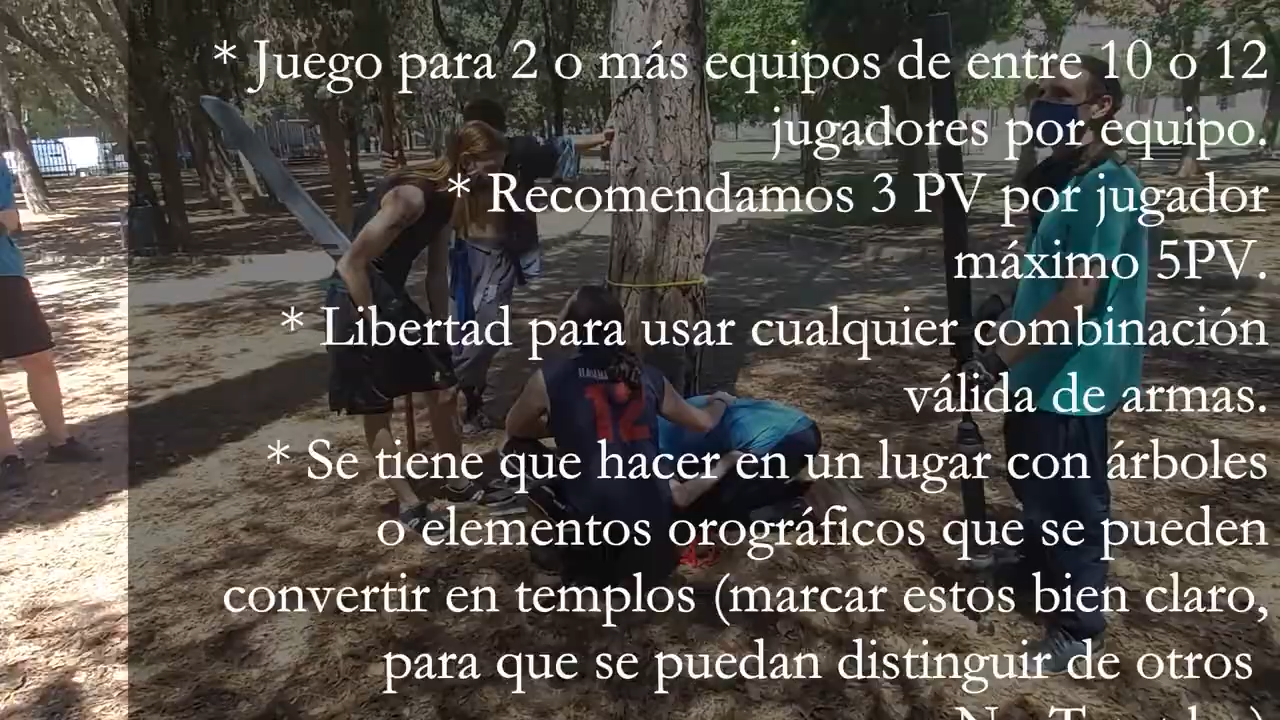 * Juego para 2 o más equipos de entre 10 o 12
jugadores por equipo.
* Recomendamos 3 PV por jugador
máximo 5PV.
* Libertad para usar cualquier combinación
válida de armas.
* Se tiene que hacer en un lugar con árboles
o elementos orográficos que se pueden
convertir en templos (marcar estos bien claro,
para que se puedan distinguir de otros
12